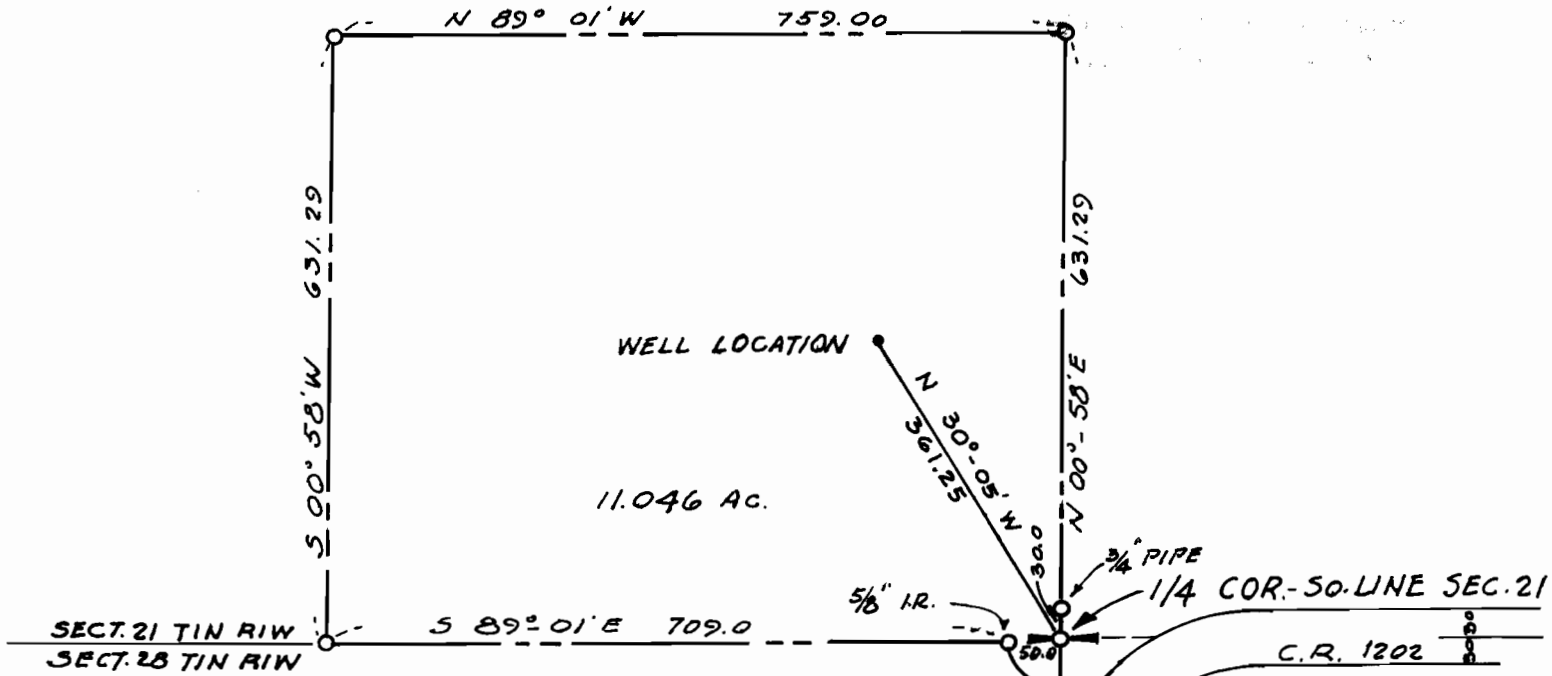 N 89° 01' W 759.00
S 00° 58' W 631.29
631.29
N 00°-58' E
WELL LOCATION
N 30°-05' W
361.25
11.046 AC.
30.0
3/4" PIPE
5/8" I.R.
1/4 COR.-SO. LINE SEC. 21
SECT. 21 T1N R1W
S 89°-01' E 709.0
50.0
SECT. 28 T1N R1W
C.R. 1202